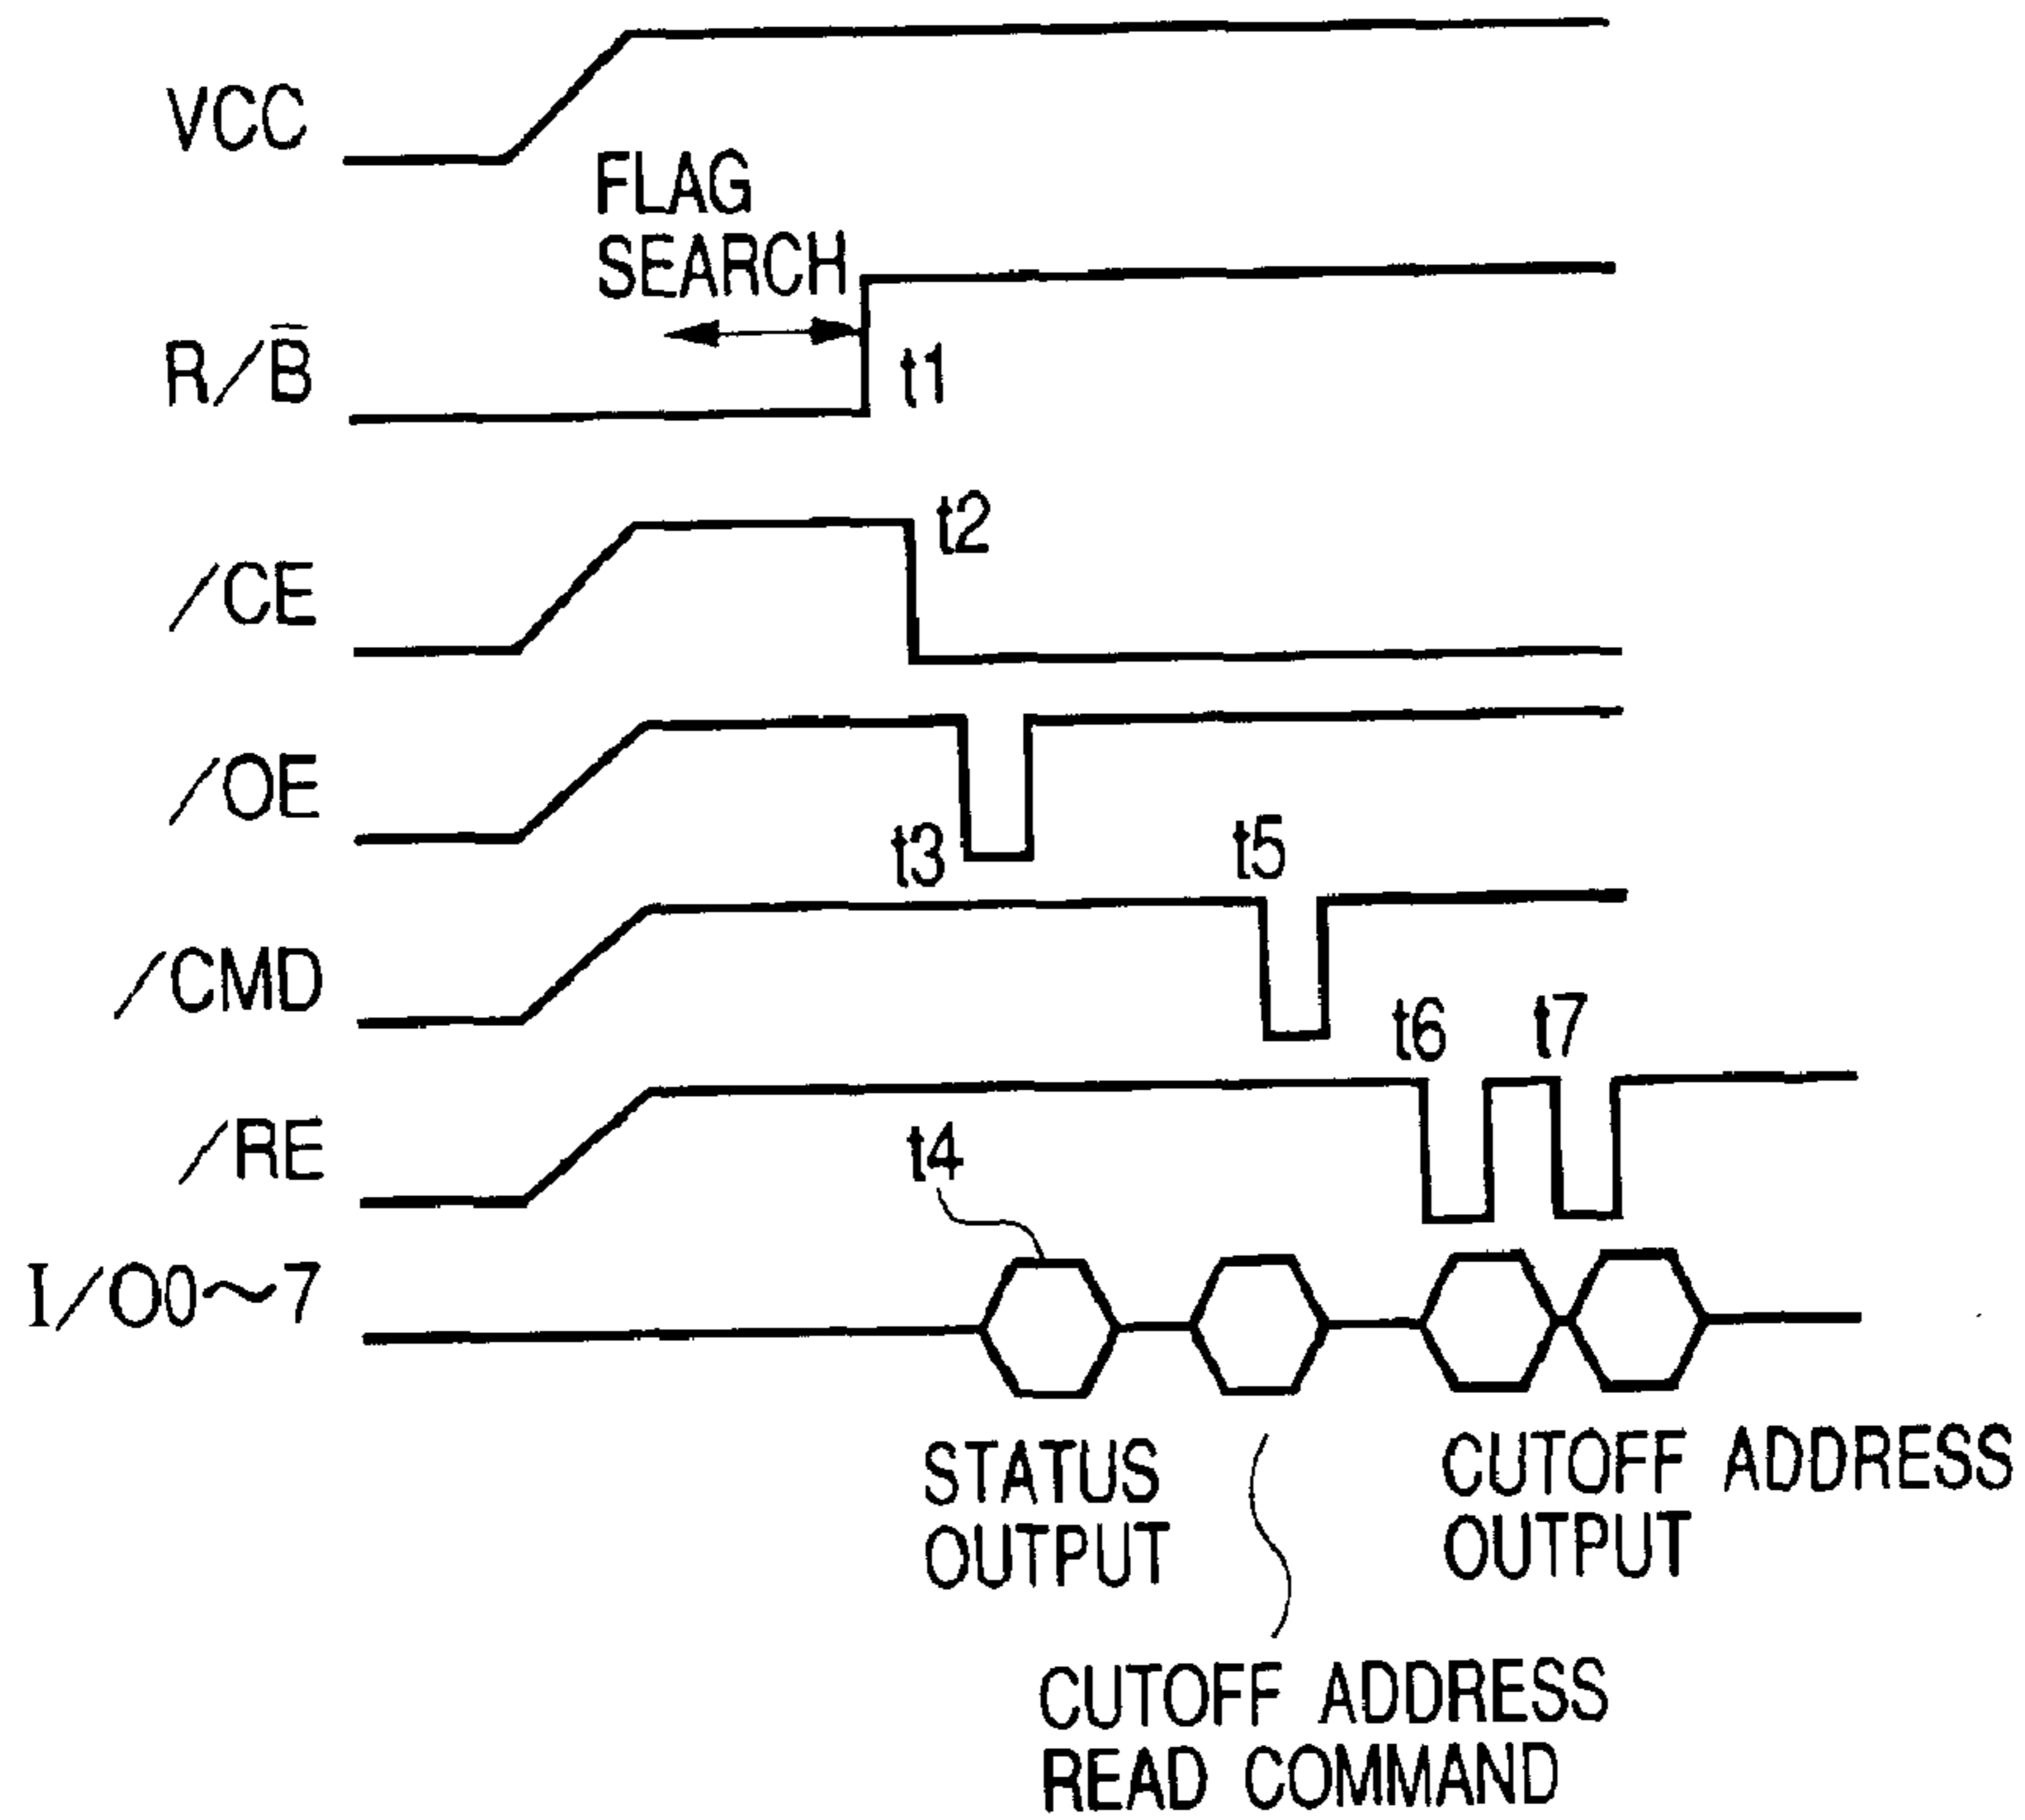 VCC
FLAG
SEARCH
R/B̅
t1
t2
/CE
/OE
t3
t5
/CMD
t6
t7
/RE
t4
I/O0～7
STATUS
OUTPUT
CUTOFF ADDRESS
OUTPUT
CUTOFF ADDRESS
READ COMMAND